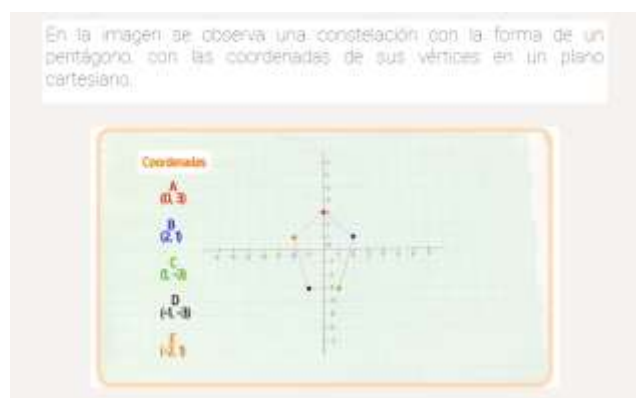 En la imagen se observa una constelación con la forma de un
pentágono, con las coordenadas de sus vértices en un plano
cartesiano.
Coordenadas
A
(0, 3)
B
(2, 1)
C
(1, -3)
D
(-1, -3)
E
(-2, 1)